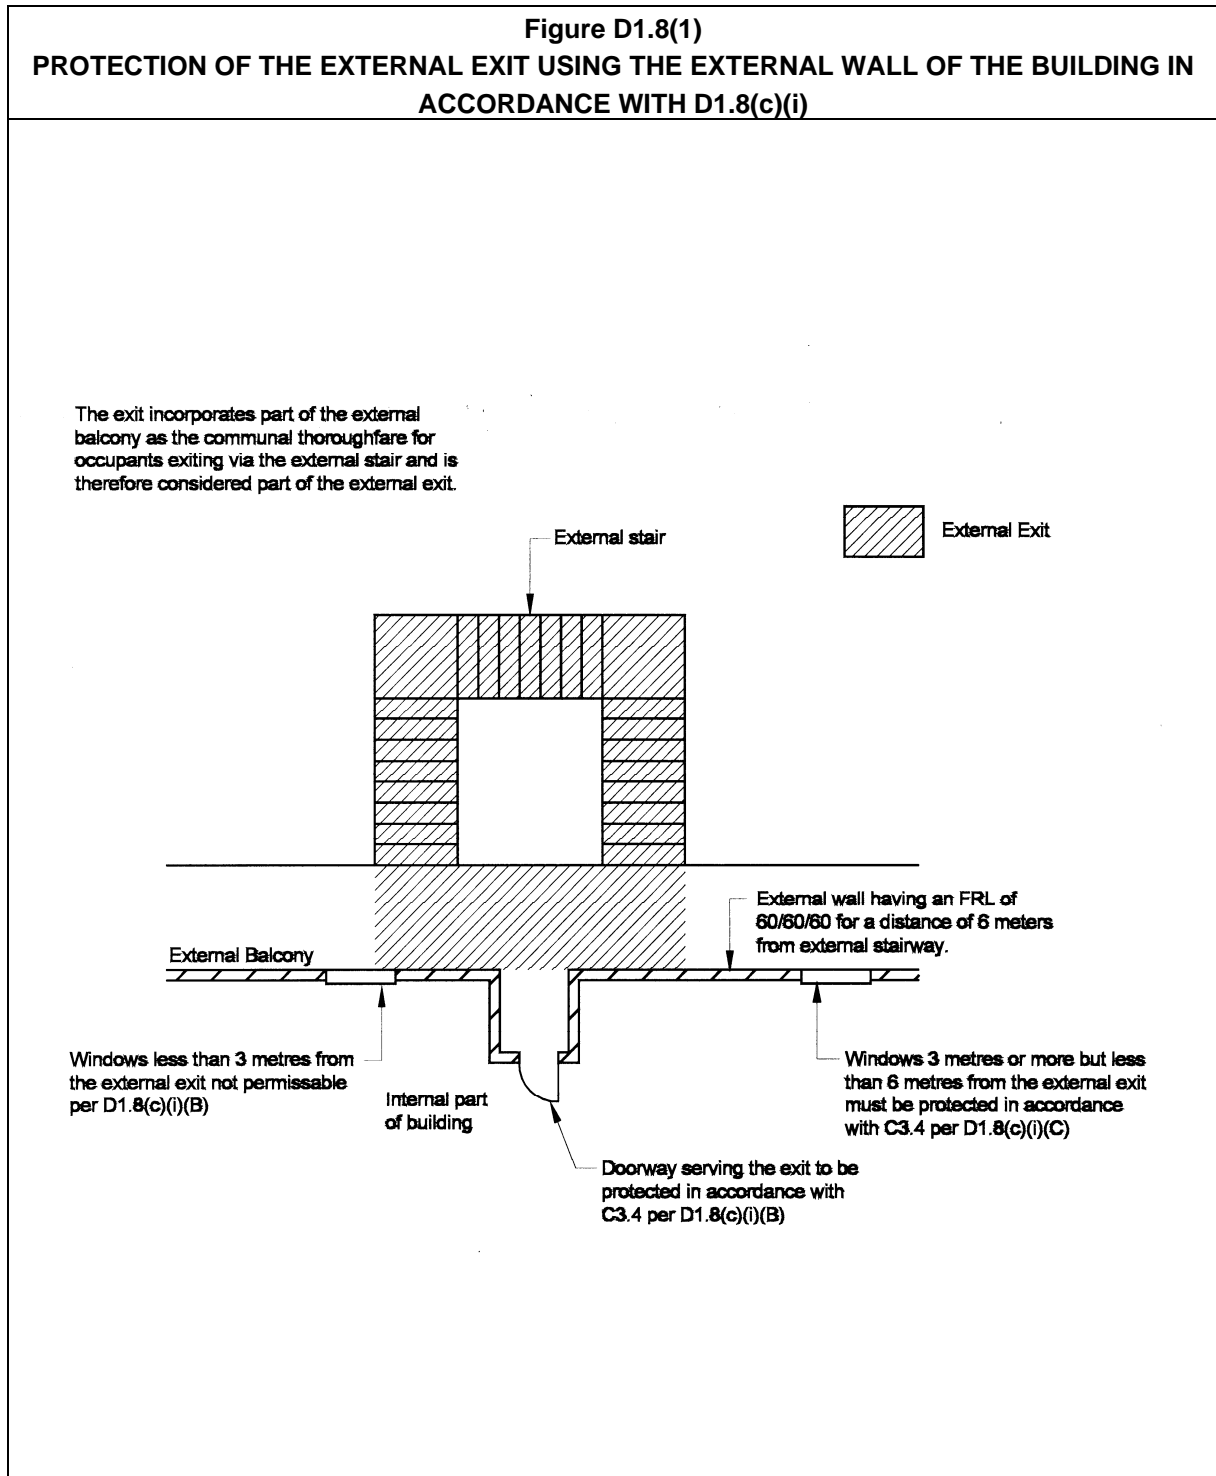 Figure D1.8(1)
PROTECTION OF THE EXTERNAL EXIT USING THE EXTERNAL WALL OF THE BUILDING IN
ACCORDANCE WITH D1.8(c)(i)
The exit incorporates part of the external
balcony as the communal thoroughfare for
occupants exiting via the external stair and is
therefore considered part of the external exit.
External Exit
External stair
External wall having an FRL of
60/60/60 for a distance of 6 meters
from external stairway.
External Balcony
Windows less than 3 metres from
the external exit not permissable
per D1.8(c)(i)(B)
Internal part
of building
Windows 3 metres or more but less
than 6 metres from the external exit
must be protected in accordance
with C3.4 per D1.8(c)(i)(C)
Doorway serving the exit to be
protected in accordance with
C3.4 per D1.8(c)(i)(B)